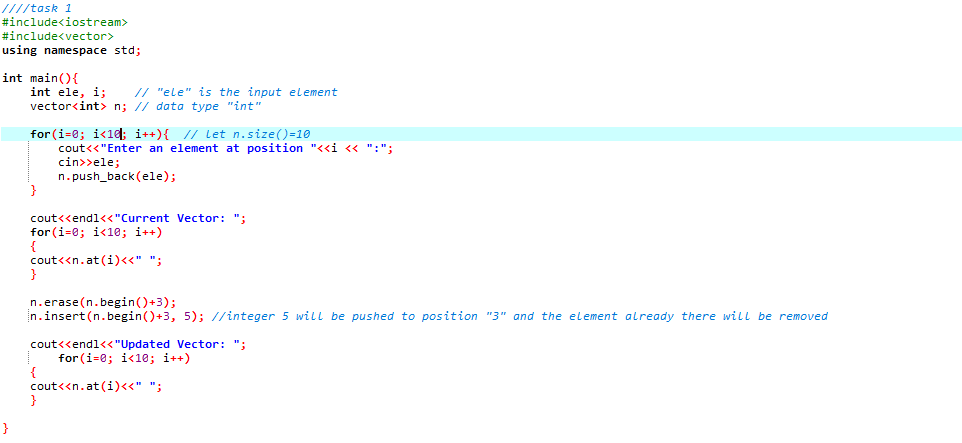 ////task 1
#include<iostream>
#include<vector>
using namespace std;

int main(){
    int ele, i;    // "ele" is the input element
    vector<int> n; // data type "int"

    for(i=0; i<10; i++){  // let n.size()=10
        cout<<"Enter an element at position "<<i << ":";
        cin>>ele;
        n.push_back(ele);
    }

    cout<<endl<<"Current Vector: ";
    for(i=0; i<10; i++)
    {
    cout<<n.at(i)<<" ";
    }

    n.erase(n.begin()+3);
    n.insert(n.begin()+3, 5); //integer 5 will be pushed to position "3" and the element already there will be removed

    cout<<endl<<"Updated Vector: ";
        for(i=0; i<10; i++)
    {
    cout<<n.at(i)<<" ";
    }

}